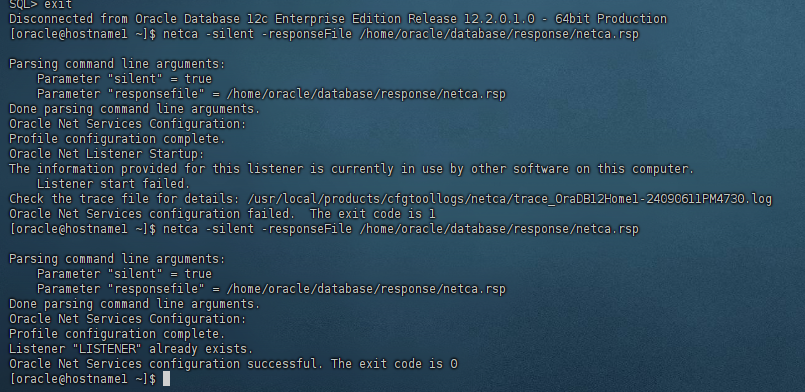 SQL> exit
Disconnected from Oracle Database 12c Enterprise Edition Release 12.2.0.1.0 - 64bit Production
[oracle@hostname1 ~]$ netca -silent -responseFile /home/oracle/database/response/netca.rsp

Parsing command line arguments:
    Parameter "silent" = true
    Parameter "responsefile" = /home/oracle/database/response/netca.rsp
Done parsing command line arguments.
Oracle Net Services Configuration:
Profile configuration complete.
Oracle Net Listener Startup:
The information provided for this listener is currently in use by other software on this computer.
    Listener start failed.
Check the trace file for details: /usr/local/products/cfgtoollogs/netca/trace_OraDB12Home1-24090611PM4730.log
Oracle Net Services configuration failed.  The exit code is 1
[oracle@hostname1 ~]$ netca -silent -responseFile /home/oracle/database/response/netca.rsp

Parsing command line arguments:
    Parameter "silent" = true
    Parameter "responsefile" = /home/oracle/database/response/netca.rsp
Done parsing command line arguments.
Oracle Net Services Configuration:
Profile configuration complete.
Listener "LISTENER" already exists.
Oracle Net Services configuration successful. The exit code is 0
[oracle@hostname1 ~]$